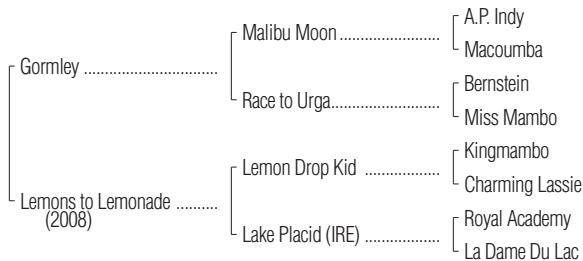 A.P. Indy
Malibu Moon
Macoumba
Gormley
Bernstein
Race to Urga
Miss Mambo
Kingmambo
Lemon Drop Kid
Charming Lassie
Lemons to Lemonade
(2008)
Royal Academy
Lake Placid (IRE)
La Dame Du Lac